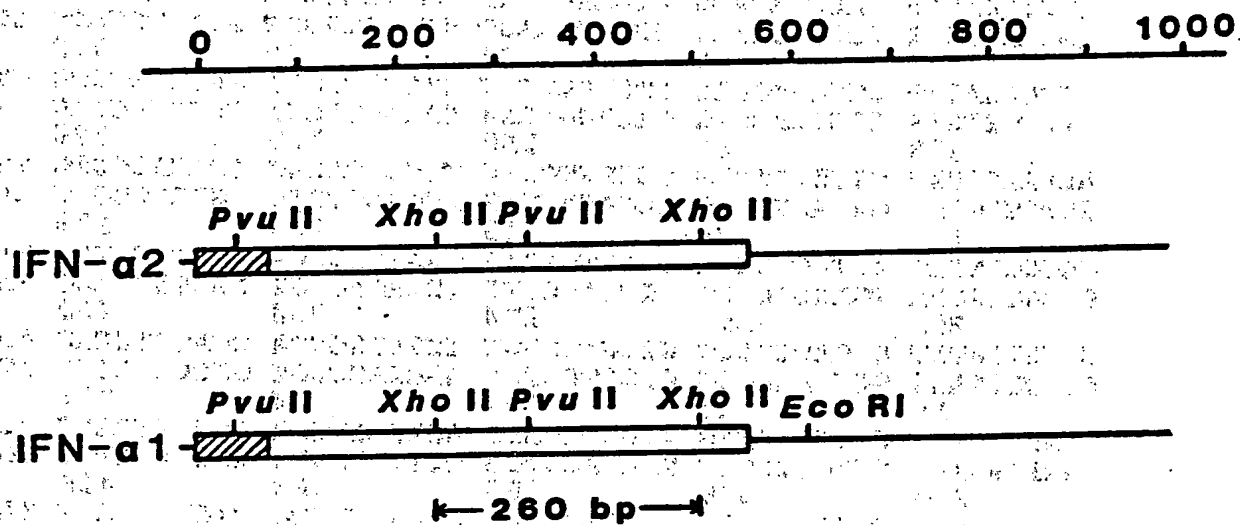 0 200 400 600 800 1000
Pvu II Xho II Pvu II Xho II
IFN-α2
Pvu II Xho II Pvu II Xho II Eco RI
IFN-α1
260 bp